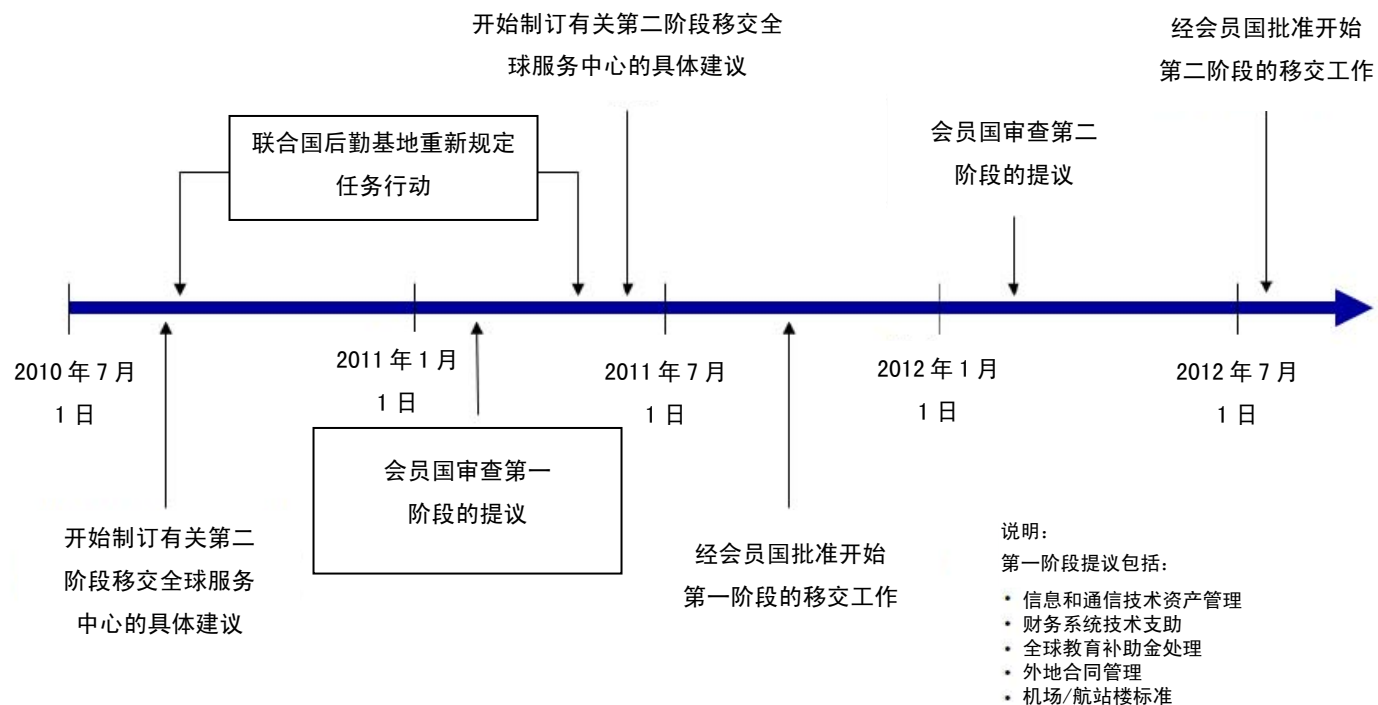 开始制订有关第二阶段移交全
球服务中心的具体建议
经会员国批准开始
第二阶段的移交工作
联合国后勤基地重新规定
任务行动
会员国审查第二
阶段的提议
2010 年 7 月
1 日
2011 年 1 月
1 日
2011 年 7 月
1 日
2012 年 1 月
1 日
2012 年 7 月
1 日
会员国审查第一
阶段的提议
开始制订有关第二
阶段移交全球服务
中心的具体建议
经会员国批准开始
第一阶段的移交工作
说明：
第一阶段提议包括：
• 信息和通信技术资产管理
• 财务系统技术支助
• 全球教育补助金处理
• 外地合同管理
• 机场/航站楼标准